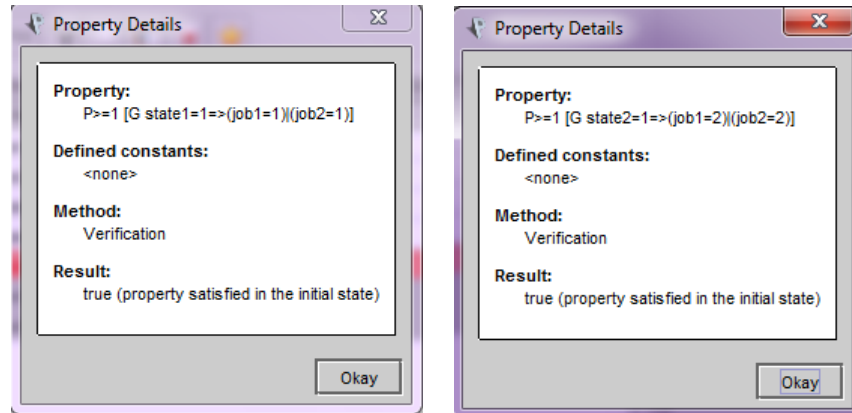 Property Details
Property:
P>=1 [G state1=1=>(job1=1)|(job2=1)]
Defined constants:
<none>
Method:
Verification
Result:
true (property satisfied in the initial state)
Okay
Property Details
Property:
P>=1 [G state2=1=>(job1=2)|(job2=2)]
Defined constants:
<none>
Method:
Verification
Result:
true (property satisfied in the initial state)
Okay